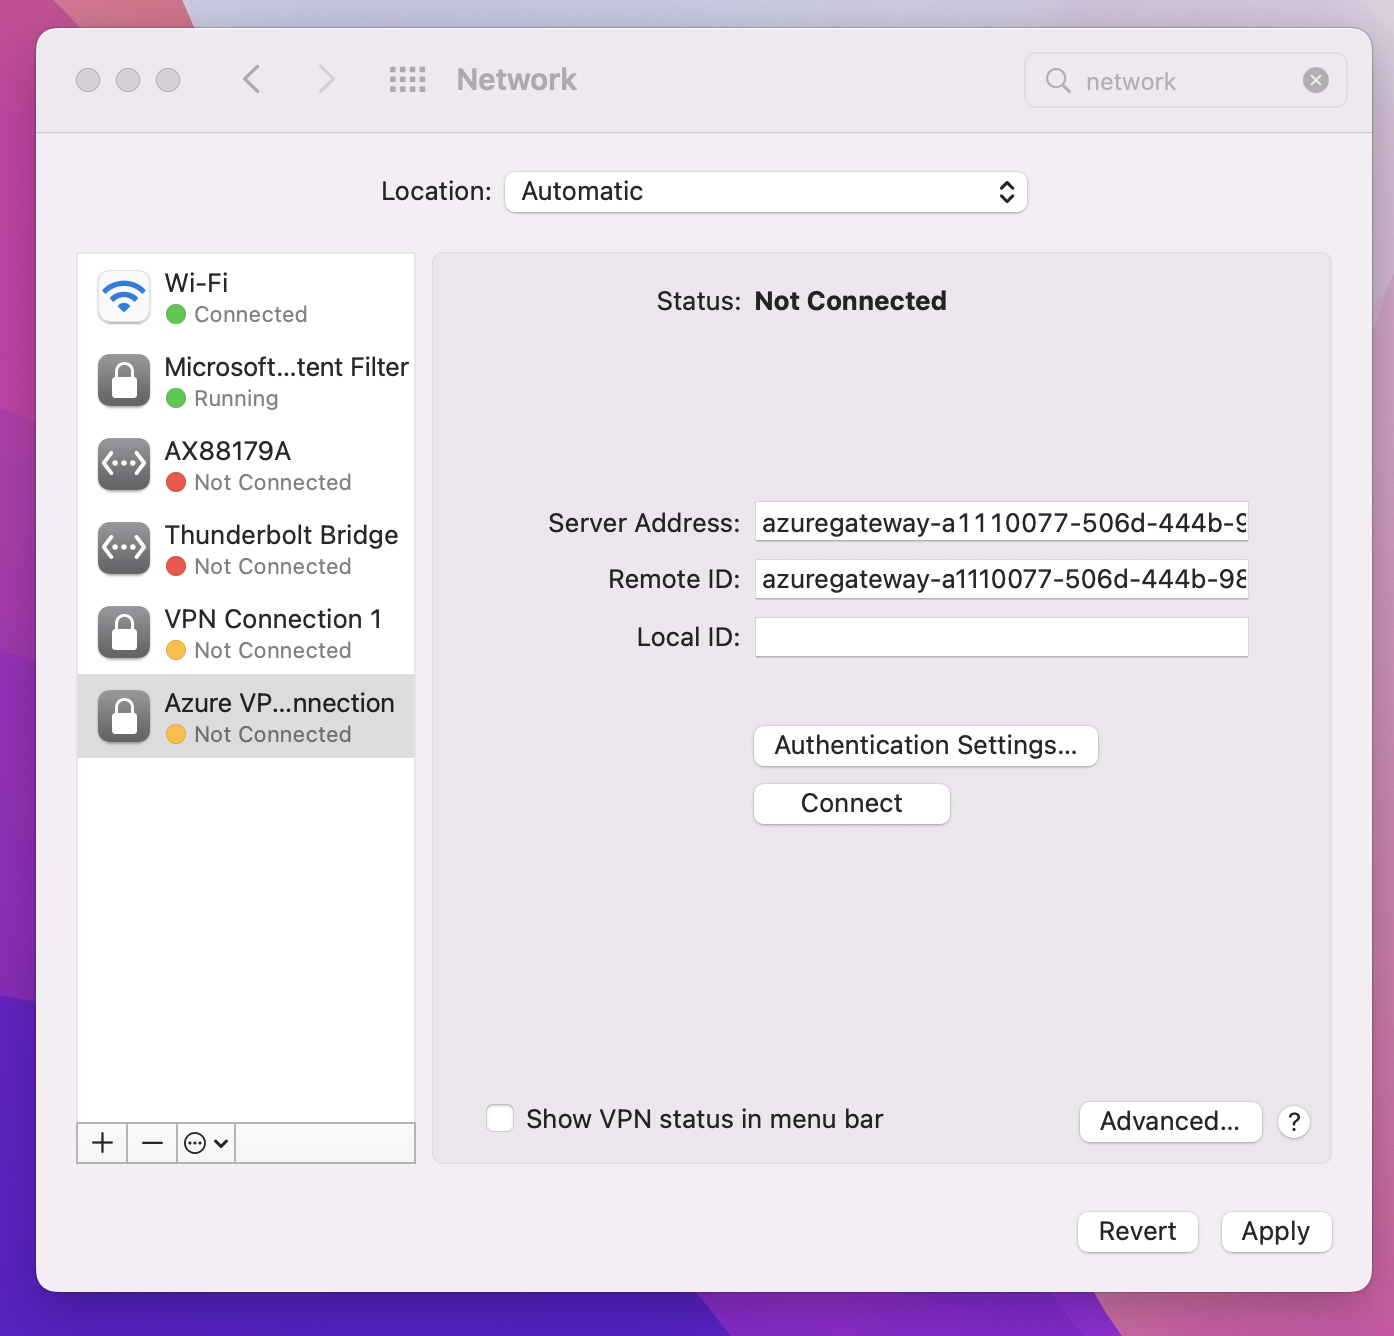 Network
network
Location: Automatic
Wi-Fi
Connected
Microsoft...tent Filter
Running
AX88179A
Not Connected
Thunderbolt Bridge
Not Connected
VPN Connection 1
Not Connected
Azure VP...nnection
Not Connected
Status: Not Connected
Server Address: azuregateway-a1110077-506d-444b-9
Remote ID: azuregateway-a1110077-506d-444b-98
Local ID:
Authentication Settings...
Connect
Show VPN status in menu bar
Advanced...
?
Revert
Apply